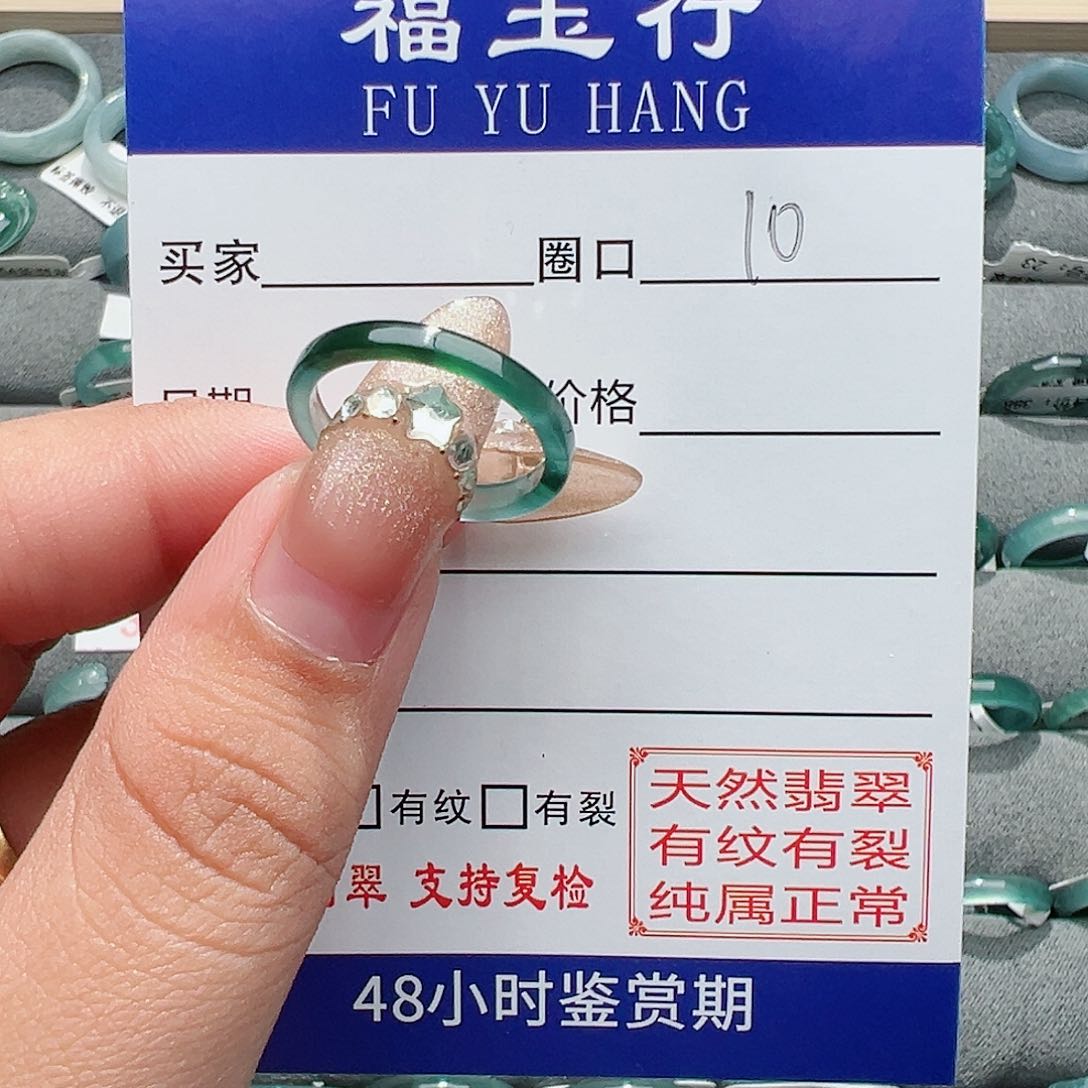 福玉行
FU YU HANG
买家 圈口 10
日期 价格
有纹 有裂
翠 支持复检
天然翡翠
有纹有裂
纯属正常
48小时鉴赏期